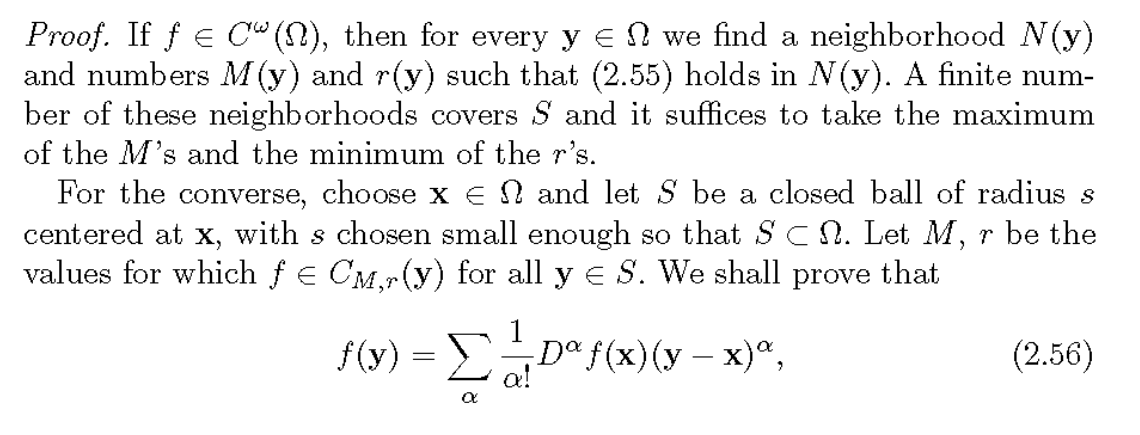 Proof. If f ∈ C^ω(Ω), then for every y ∈ Ω we find a neighborhood N(y)
and numbers M(y) and r(y) such that (2.55) holds in N(y). A finite num-
ber of these neighborhoods covers S and it suffices to take the maximum
of the M's and the minimum of the r's.
For the converse, choose x ∈ Ω and let S be a closed ball of radius s
centered at x, with s chosen small enough so that S ⊂ Ω. Let M, r be the
values for which f ∈ C_{M,r}(y) for all y ∈ S. We shall prove that
f(y) = ∑_α \frac{1}{α!} D^α f(x)(y − x)^α, (2.56)